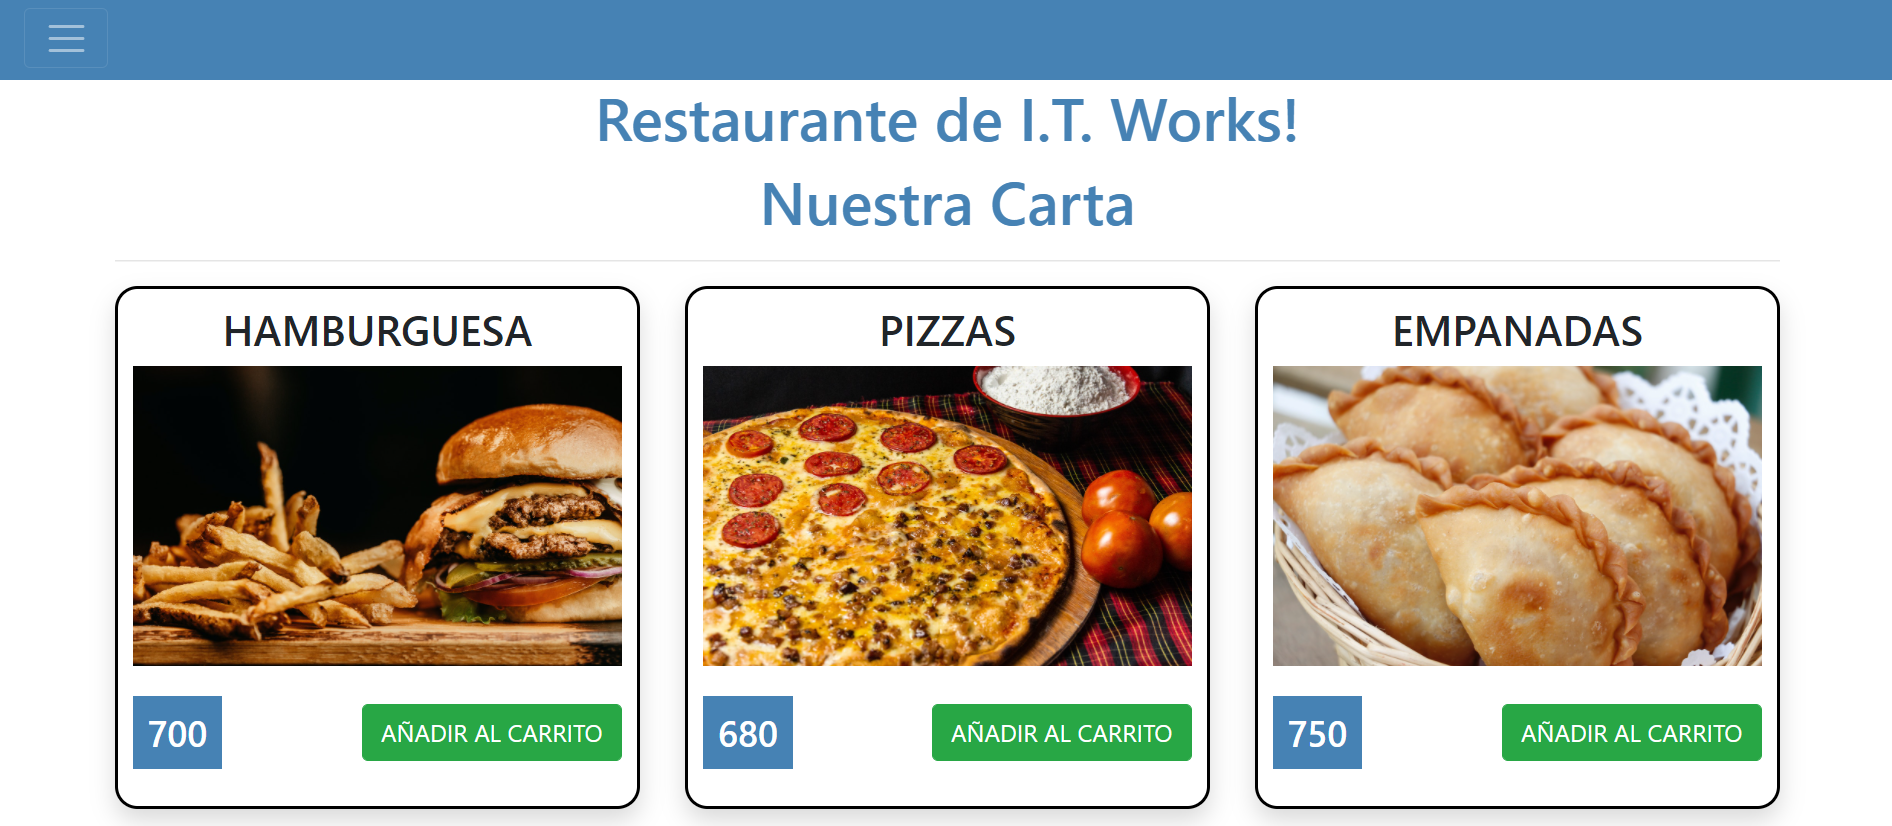 Restaurante de I.T. Works!
Nuestra Carta
HAMBURGUESA
700
AÑADIR AL CARRITO
PIZZAS
680
AÑADIR AL CARRITO
EMPANADAS
750
AÑADIR AL CARRITO